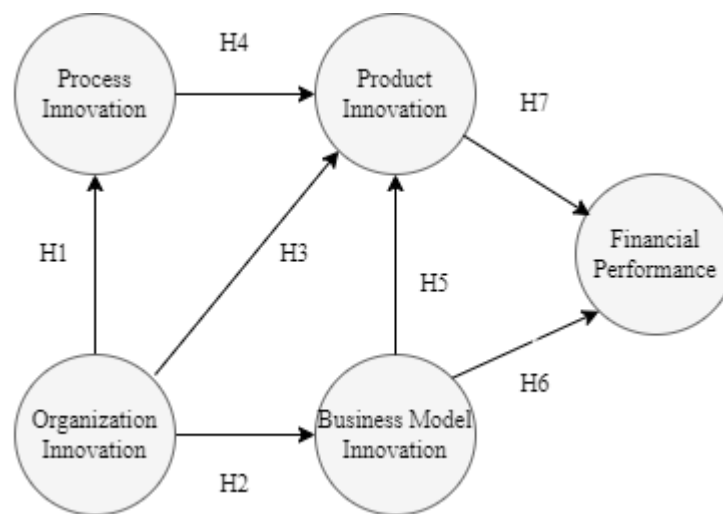 H4
Process
Innovation
Product
Innovation
H7
H1
H3
Financial
Performance
H5
H6
Organization
Innovation
Business Model
Innovation
H2